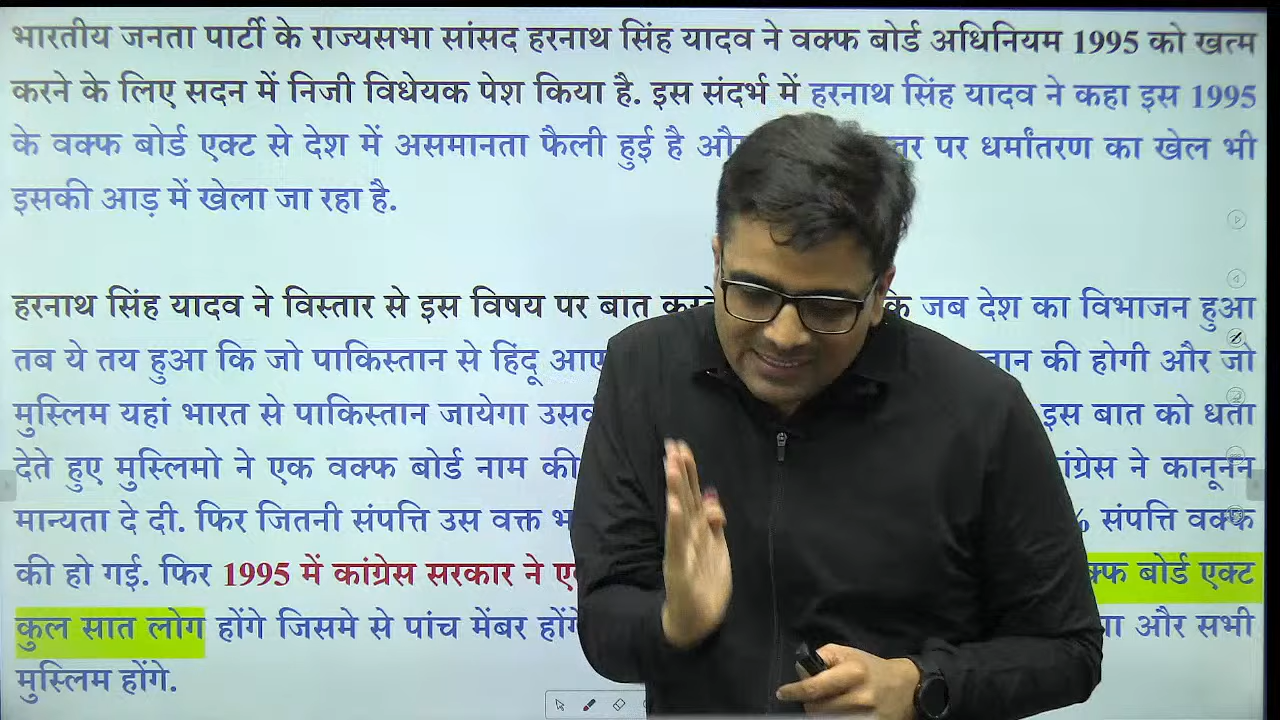 भारतीय जनता पार्टी के राज्यसभा सांसद हरनाथ सिंह यादव ने वक्फ बोर्ड अधिनियम 1995 को खत्म
करने के लिए सदन में निजी विधेयक पेश किया है. इस संदर्भ में हरनाथ सिंह यादव ने कहा इस 1995
के वक्फ बोर्ड एक्ट से देश में असमानता फैली हुई है और पर धर्मांतरण का खेल भी
इसकी आड़ में खेला जा रहा है.
हरनाथ सिंह यादव ने विस्तार से इस विषय पर बात जब देश का विभाजन हुआ
तब ये तय हुआ कि जो पाकिस्तान से हिंदू की होगी और जो
मुस्लिम यहां भारत से पाकिस्तान जायेगा इस बात को धता
देते हुए मुस्लिमो ने एक वक्फ बोर्ड नाम की ने कानूनन
मान्यता दे दी. फिर जितनी संपत्ति उस वक्त संपत्ति वक्फ
की हो गई. फिर 1995 में कांग्रेस सरकार ने बोर्ड एक्ट
कुल सात लोग होंगे जिसमे से पांच मेंबर और सभी
मुस्लिम होंगे.